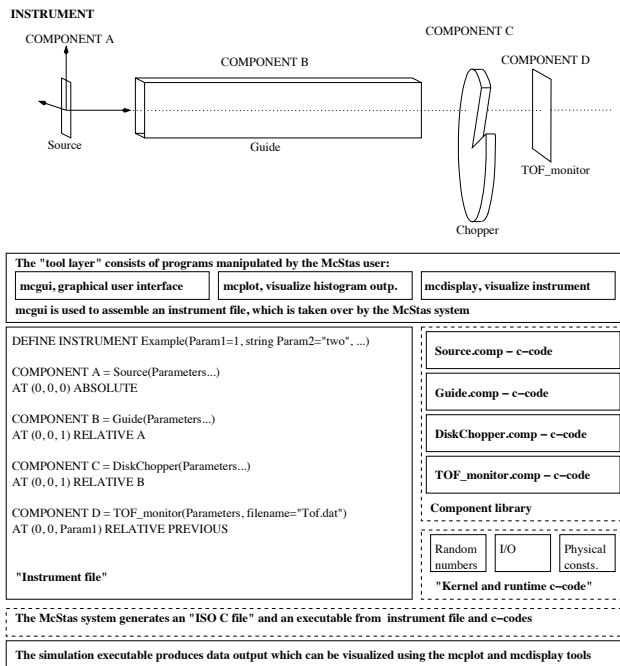 INSTRUMENT
COMPONENT A
COMPONENT B
COMPONENT C
COMPONENT D
Source
Guide
Chopper
TOF_monitor
The "tool layer" consists of programs manipulated by the McStas user:
mcgui, graphical user interface
mcplot, visualize histogram outp.
mcdisplay, visualize instrument
mcgui is used to assemble an instrument file, which is taken over by the McStas system
DEFINE INSTRUMENT Example(Param1=1, string Param2="two", ...)
COMPONENT A = Source(Parameters...)
AT (0, 0, 0) ABSOLUTE
COMPONENT B = Guide(Parameters...)
AT (0, 0, 1) RELATIVE A
COMPONENT C = DiskChopper(Parameters...)
AT (0, 0, 1) RELATIVE B
COMPONENT D = TOF_monitor(Parameters, filename="Tof.dat")
AT (0, 0, Param1) RELATIVE PREVIOUS
"Instrument file"
Source.comp – c–code
Guide.comp – c–code
DiskChopper.comp – c–code
TOF_monitor.comp – c–code
Component library
Random
numbers
I/O
Physical
consts.
"Kernel and runtime c–code"
The McStas system generates an "ISO C file" and an executable from instrument file and c–codes
The simulation executable produces data output which can be visualized using the mcplot and mcdisplay tools